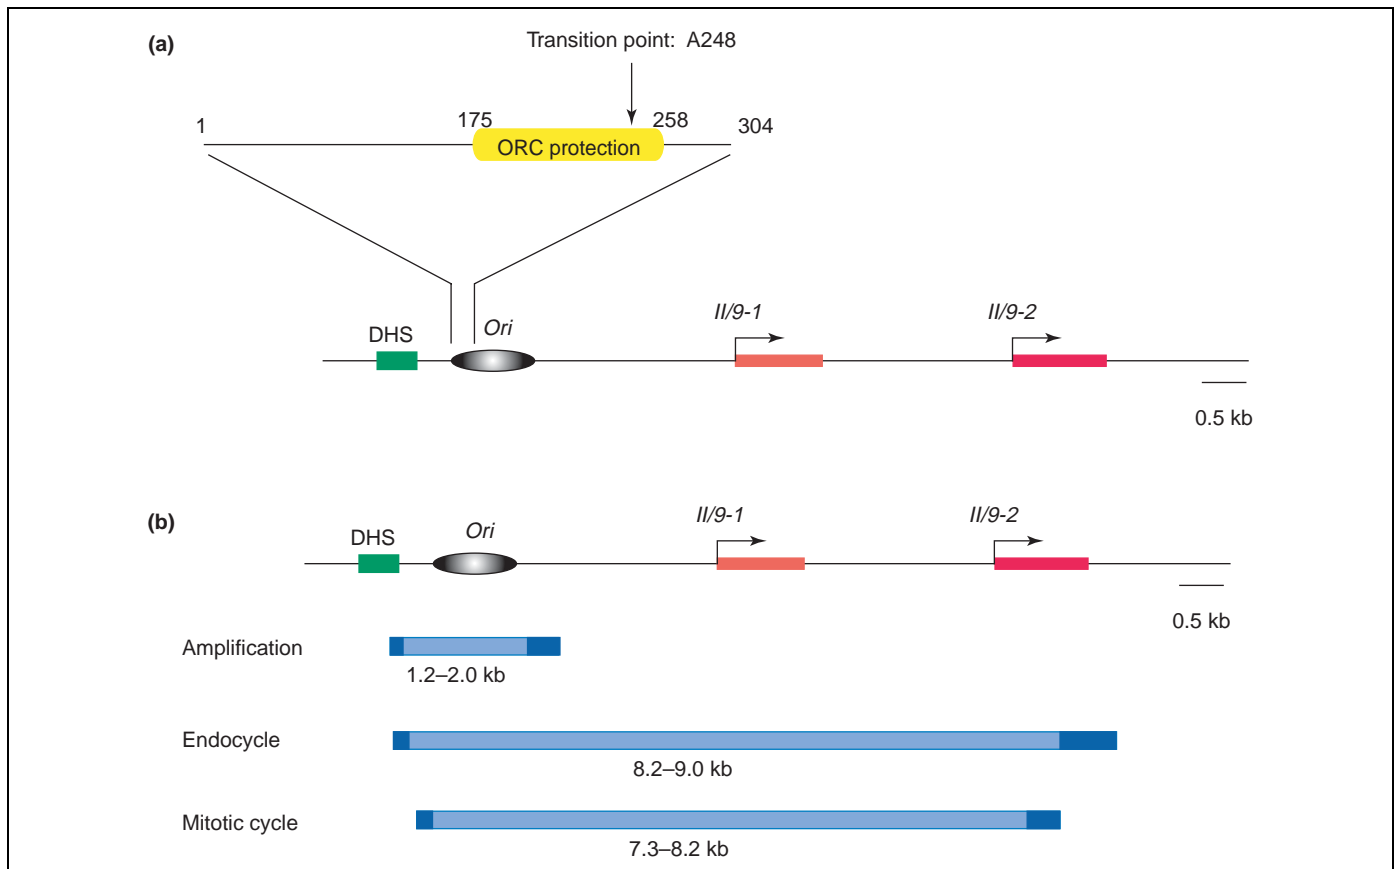 (a)
Transition point: A248
1
175
258
304
ORC protection
DHS
Ori
II/9-1
II/9-2
0.5 kb
(b)
DHS
Ori
II/9-1
II/9-2
0.5 kb
Amplification
1.2–2.0 kb
Endocycle
8.2–9.0 kb
Mitotic cycle
7.3–8.2 kb